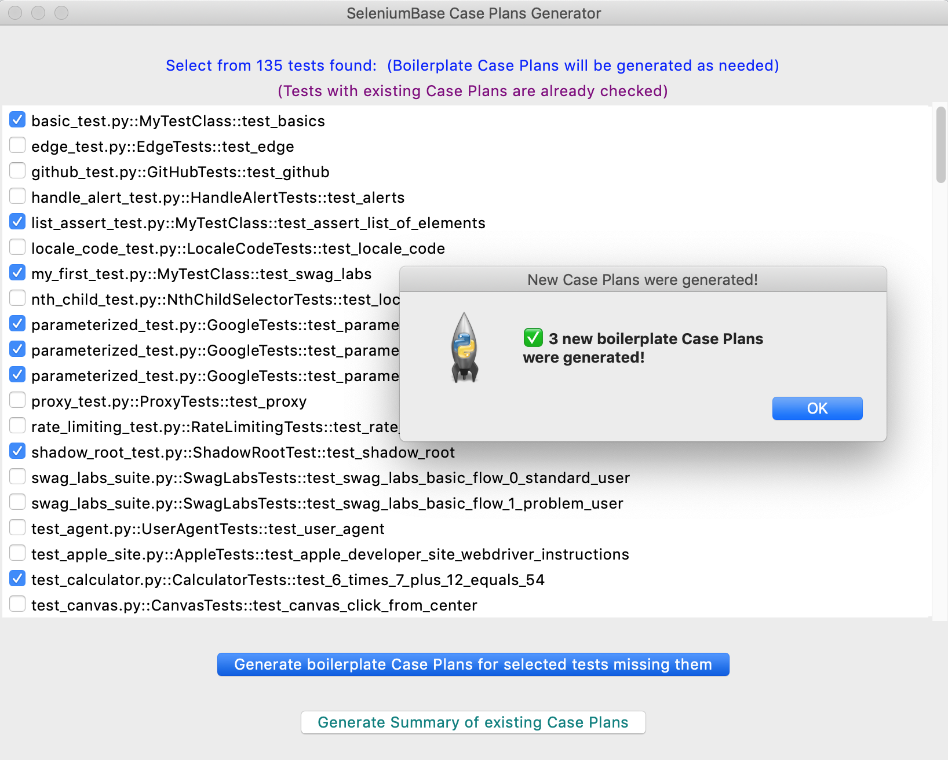 SeleniumBase Case Plans Generator
Select from 135 tests found:  (Boilerplate Case Plans will be generated as needed)
(Tests with existing Case Plans are already checked)
basic_test.py::MyTestClass::test_basics
edge_test.py::EdgeTests::test_edge
github_test.py::GitHubTests::test_github
handle_alert_test.py::HandleAlertTests::test_alerts
list_assert_test.py::MyTestClass::test_assert_list_of_elements
locale_code_test.py::LocaleCodeTests::test_locale_code
my_first_test.py::MyTestClass::test_swag_labs
nth_child_test.py::NthChildSelectorTests::test_loc
parameterized_test.py::GoogleTests::test_parame
parameterized_test.py::GoogleTests::test_parame
parameterized_test.py::GoogleTests::test_parame
proxy_test.py::ProxyTests::test_proxy
rate_limiting_test.py::RateLimitingTests::test_rate_
shadow_root_test.py::ShadowRootTest::test_shadow_root
swag_labs_suite.py::SwagLabsTests::test_swag_labs_basic_flow_0_standard_user
swag_labs_suite.py::SwagLabsTests::test_swag_labs_basic_flow_1_problem_user
test_agent.py::UserAgentTests::test_user_agent
test_apple_site.py::AppleTests::test_apple_developer_site_webdriver_instructions
test_calculator.py::CalculatorTests::test_6_times_7_plus_12_equals_54
test_canvas.py::CanvasTests::test_canvas_click_from_center
New Case Plans were generated!
✅ 3 new boilerplate Case Plans
were generated!
OK
Generate boilerplate Case Plans for selected tests missing them
Generate Summary of existing Case Plans